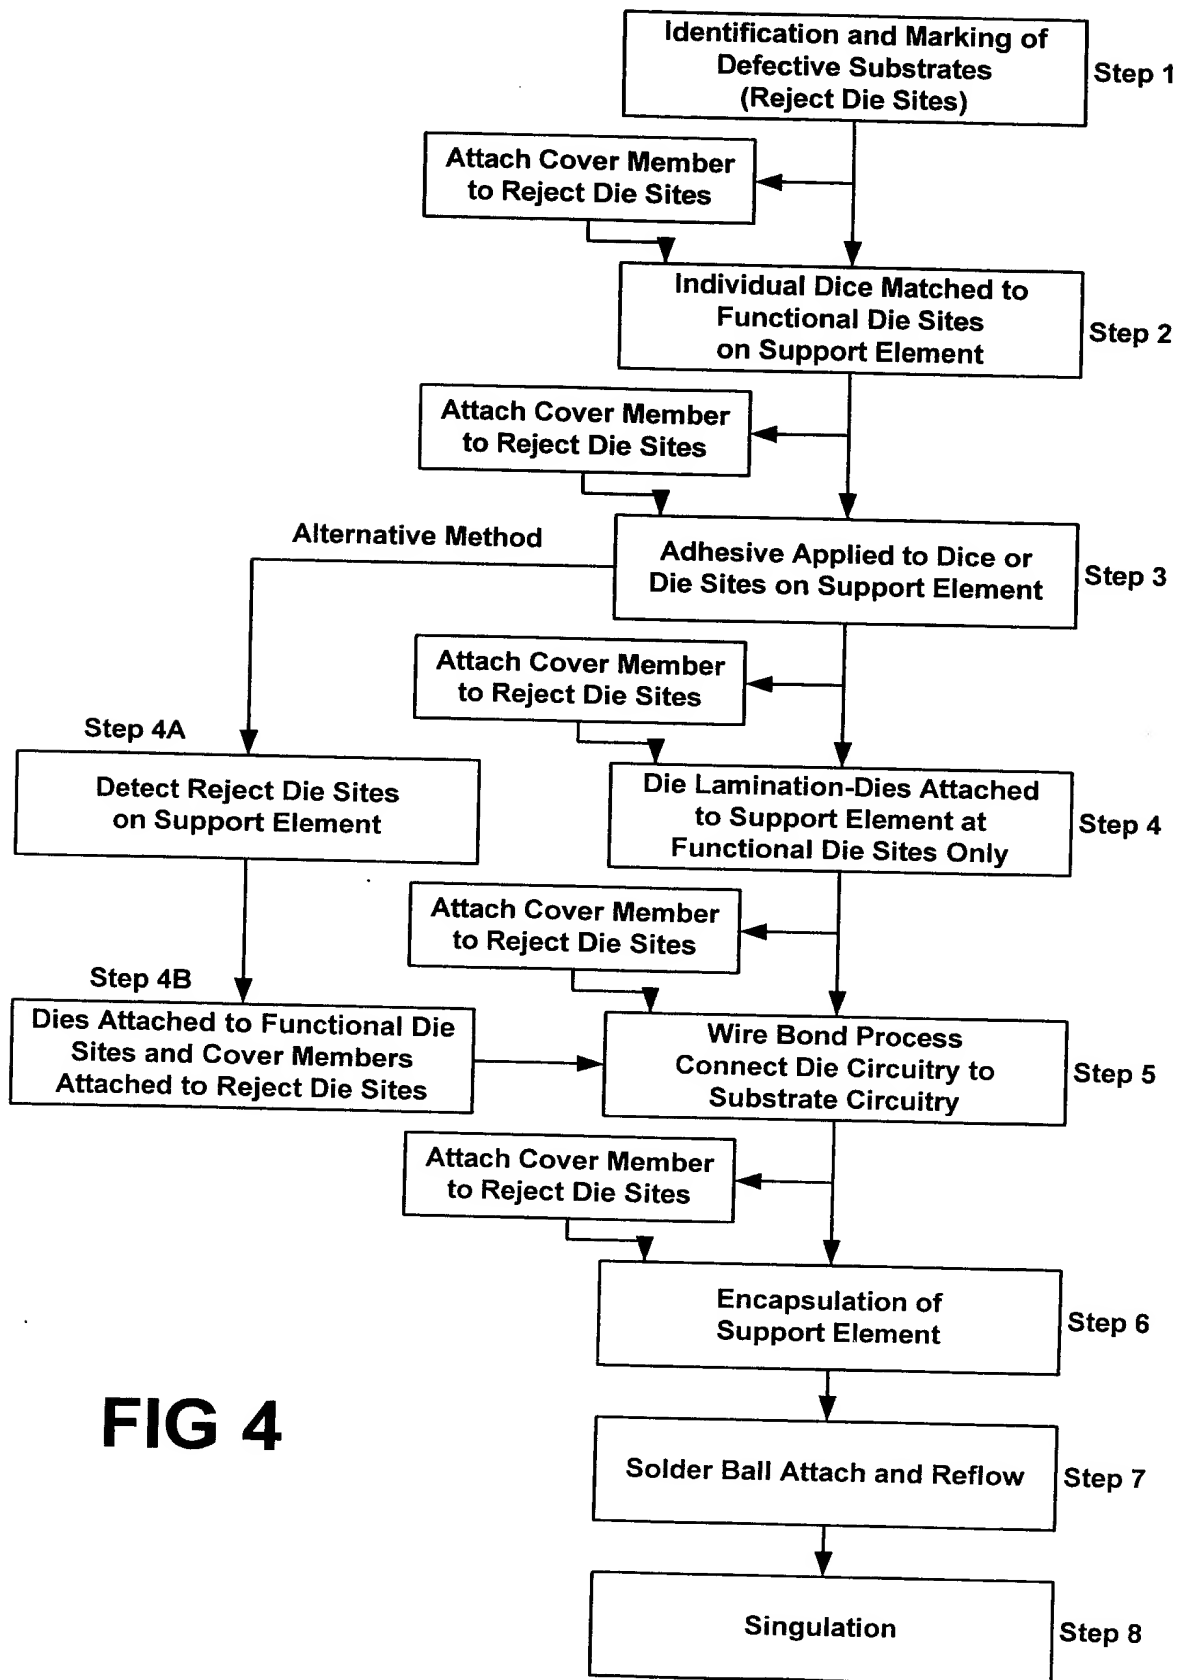 Identification and Marking of
Defective Substrates
(Reject Die Sites)
Step 1
Attach Cover Member
to Reject Die Sites
Individual Dice Matched to
Functional Die Sites
on Support Element
Step 2
Attach Cover Member
to Reject Die Sites
Alternative Method
Adhesive Applied to Dice or
Die Sites on Support Element
Step 3
Attach Cover Member
to Reject Die Sites
Step 4A
Detect Reject Die Sites
on Support Element
Die Lamination-Dies Attached
to Support Element at
Functional Die Sites Only
Step 4
Attach Cover Member
to Reject Die Sites
Step 4B
Dies Attached to Functional Die
Sites and Cover Members
Attached to Reject Die Sites
Wire Bond Process
Connect Die Circuitry to
Substrate Circuitry
Step 5
Attach Cover Member
to Reject Die Sites
Encapsulation of
Support Element
Step 6
FIG 4
Solder Ball Attach and Reflow
Step 7
Singulation
Step 8